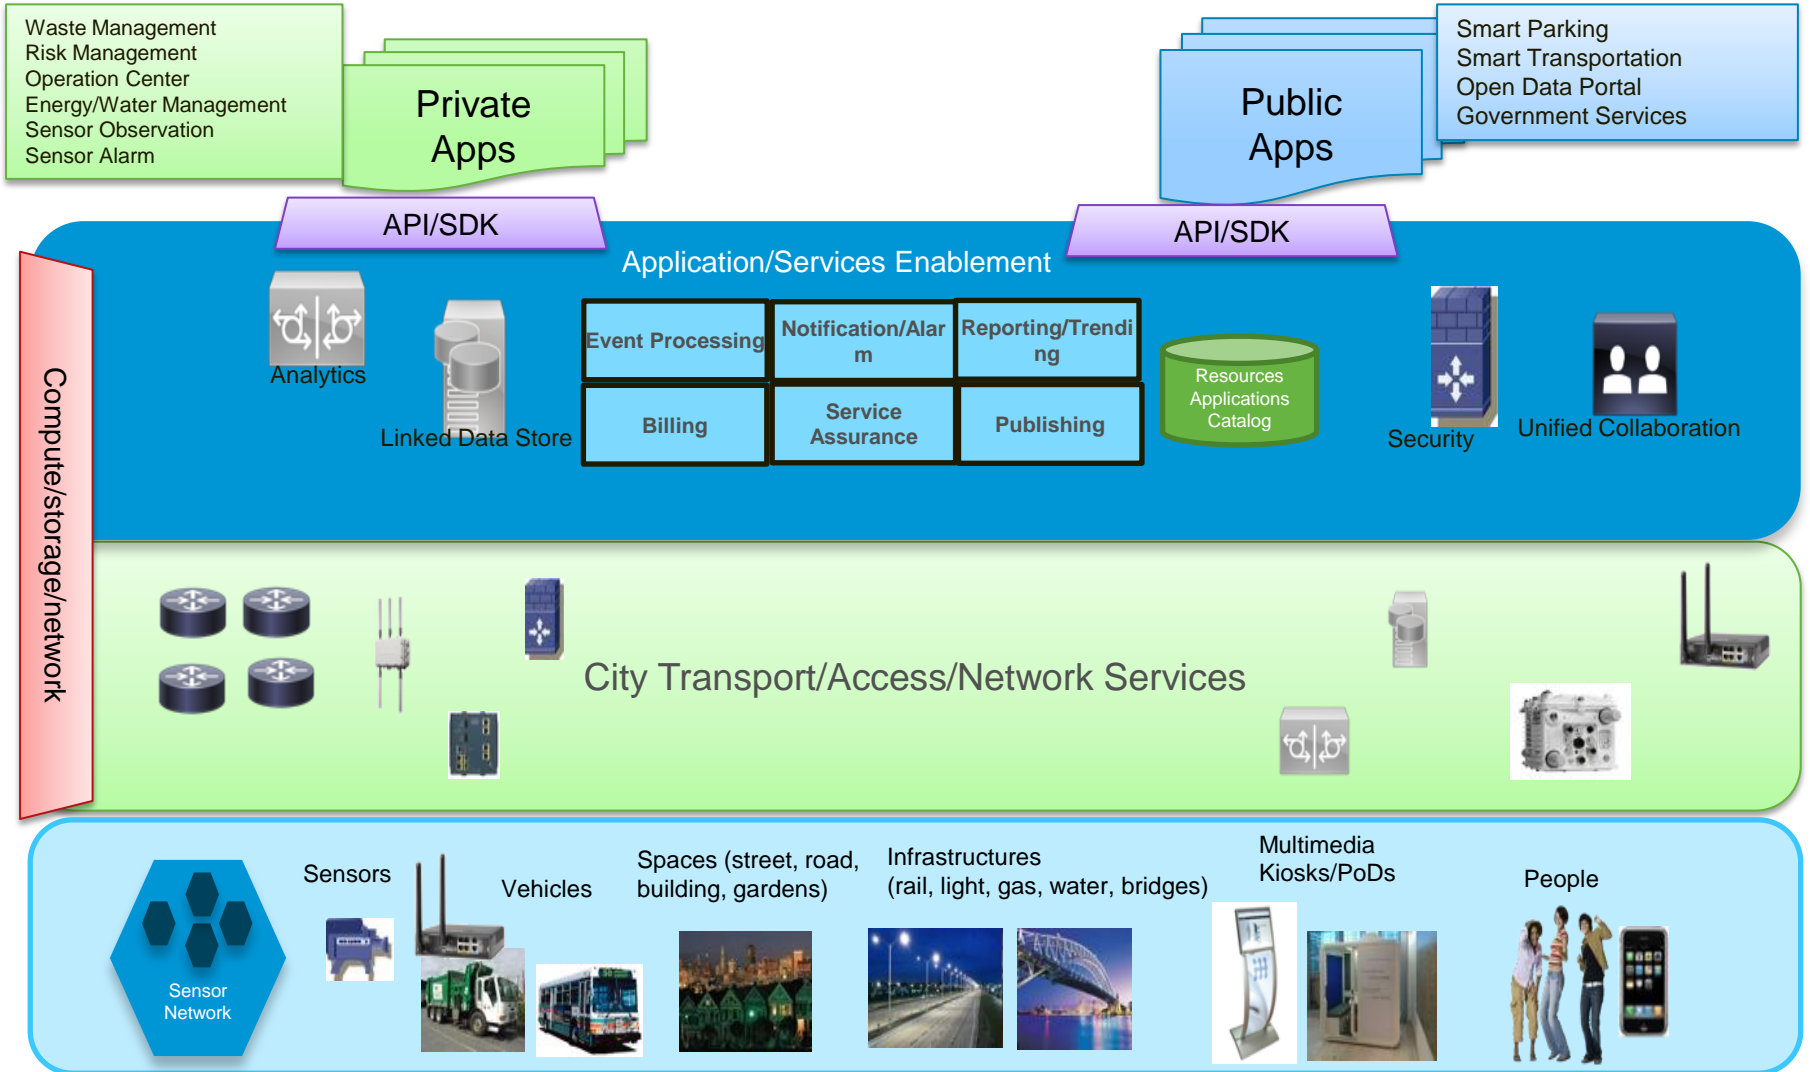 Waste Management
Risk Management
Operation Center
Energy/Water Management
Sensor Observation
Sensor Alarm
Private
Apps
Public
Apps
Smart Parking
Smart Transportation
Open Data Portal
Government Services
API/SDK
API/SDK
Application/Services Enablement
Analytics
Linked Data Store
Event Processing
Notification/Alar
m
Reporting/Trendi
ng
Billing
Service
Assurance
Publishing
Resources
Applications
Catalog
Security
Unified Collaboration
Compute/storage/network
City Transport/Access/Network Services
Sensor
Network
Sensors
Vehicles
Spaces (street, road,
building, gardens)
Infrastructures
(rail, light, gas, water, bridges)
Multimedia
Kiosks/PoDs
People